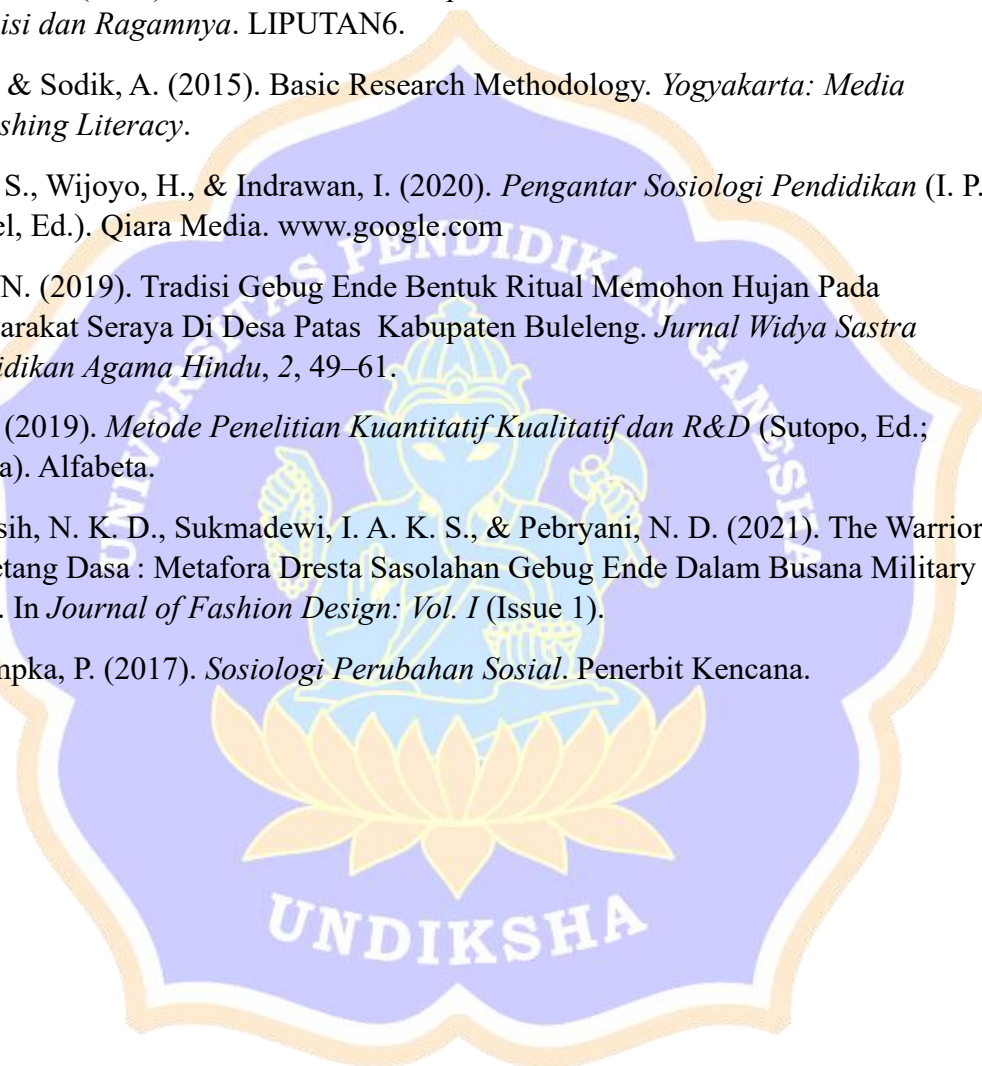 isi dan Ragamnya. LIPUTAN6.
& Sodik, A. (2015). Basic Research Methodology. Yogyakarta: Media
shing Literacy.
S., Wijoyo, H., & Indrawan, I. (2020). Pengantar Sosiologi Pendidikan (I. P.
el, Ed.). Qiara Media. www.google.com
N. (2019). Tradisi Gebug Ende Bentuk Ritual Memohon Hujan Pada
arakat Seraya Di Desa Patas Kabupaten Buleleng. Jurnal Widya Sastra
idikan Agama Hindu, 2, 49–61.
(2019). Metode Penelitian Kuantitatif Kualitatif dan R&D (Sutopo, Ed.;
a). Alfabeta.
sih, N. K. D., Sukmadewi, I. A. K. S., & Pebryani, N. D. (2021). The Warrior
etang Dasa : Metafora Dresta Sasolahan Gebug Ende Dalam Busana Military
. In Journal of Fashion Design: Vol. I (Issue 1).
mpka, P. (2017). Sosiologi Perubahan Sosial. Penerbit Kencana.
UNIVERSITAS PENDIDIKAN GANESHA
UNDIKSHA